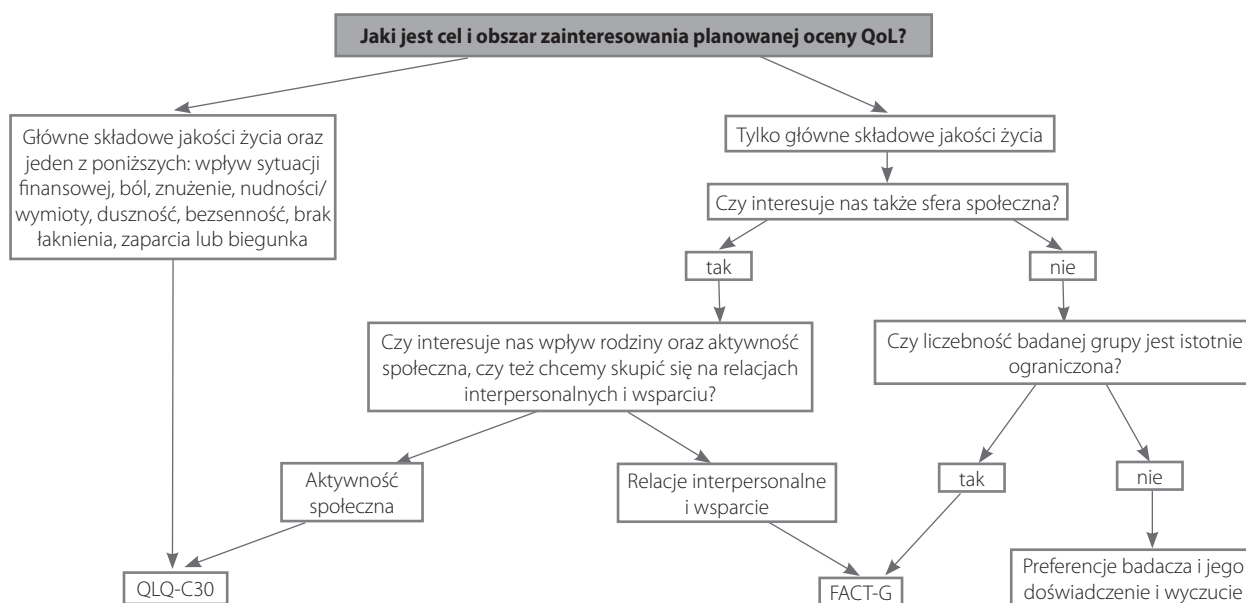 Jaki jest cel i obszar zainteresowania planowanej oceny QoL?
Główne składowe jakości życia oraz
jeden z poniższych: wpływ sytuacji
finansowej, ból, znużenie, nudności/
wymioty, duszność, bezsenność, brak
łaknienia, zaparcia lub biegunka
Tylko główne składowe jakości życia
Czy interesuje nas także sfera społeczna?
tak
nie
Czy interesuje nas wpływ rodziny oraz aktywność
społeczna, czy też chcemy skupić się na relacjach
interpersonalnych i wsparciu?
Czy liczebność badanej grupy jest istotnie
ograniczona?
Aktywność
społeczna
Relacje interpersonalne
i wsparcie
tak
nie
QLQ-C30
FACT-G
Preferencje badacza i jego
doświadczenie i wyczucie